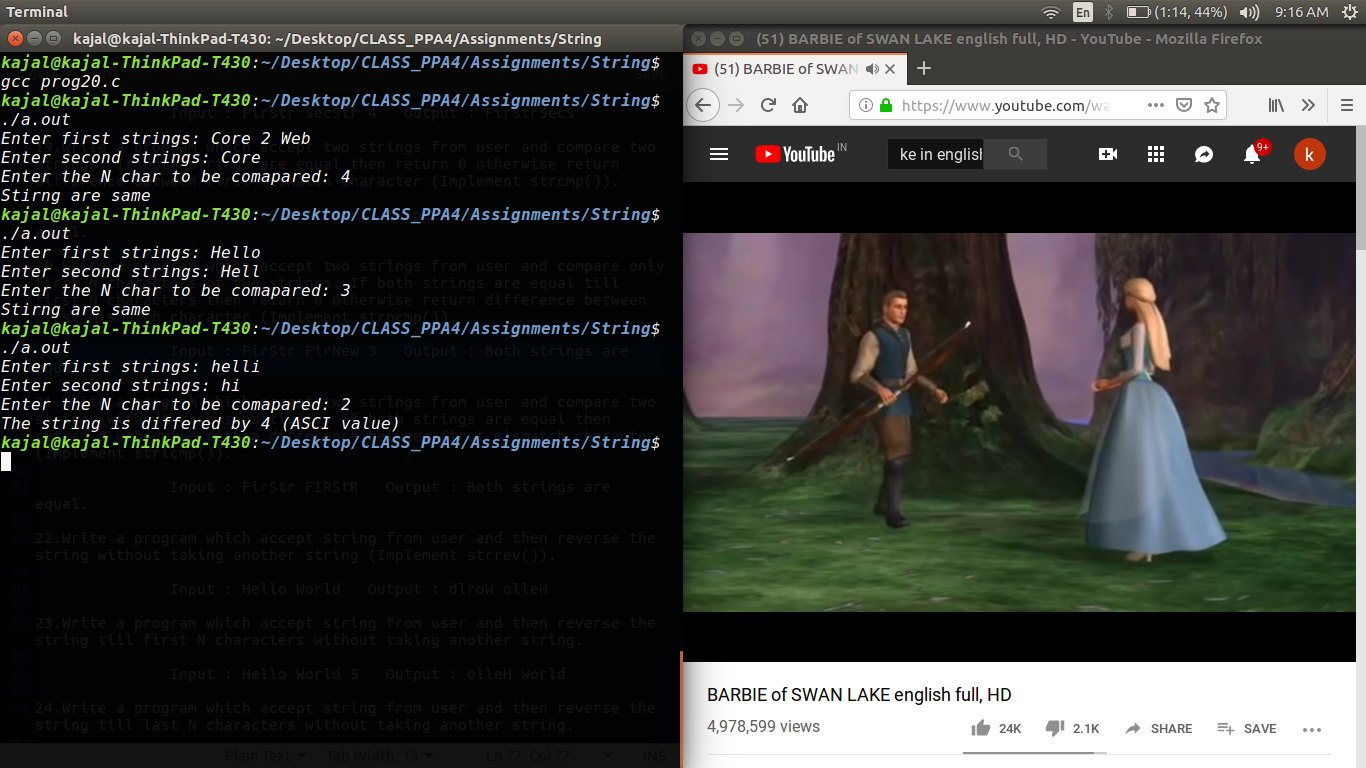 Terminal
En
(1:14, 44%)
9:16 AM
kajal@kajal-ThinkPad-T430: ~/Desktop/CLASS_PPA4/Assignments/String
kajal@kajal-ThinkPad-T430:~/Desktop/CLASS_PPA4/Assignments/String$
gcc prog20.c
kajal@kajal-ThinkPad-T430:~/Desktop/CLASS_PPA4/Assignments/String$
./a.out
Enter first strings: Core 2 Web
Enter second strings: Core
Enter the N char to be comapared: 4
Stirng are same
kajal@kajal-ThinkPad-T430:~/Desktop/CLASS_PPA4/Assignments/String$
./a.out
Enter first strings: Hello
Enter second strings: Hell
Enter the N char to be comapared: 3
Stirng are same
kajal@kajal-ThinkPad-T430:~/Desktop/CLASS_PPA4/Assignments/String$
./a.out
Enter first strings: helli
Enter second strings: hi
Enter the N char to be comapared: 2
The string is differed by 4 (ASCI value)
kajal@kajal-ThinkPad-T430:~/Desktop/CLASS_PPA4/Assignments/String$
(Implement stricmp()).
Input : FirStr FIRStR Output : Both strings are
equal.
22.Write a program which accept string from user and then reverse the
string without taking another string (Implement strrev()).
Input : Hello World Output : dlroW olleH
23.Write a program which accept string from user and then reverse the
string till first N characters without taking another string.
Input : Hello World 5 Output : olleH World
24.Write a program which accept string from user and then reverse the
string till last N characters without taking another string.
Plain Text Tab Width: 15 Ln 77, Col 77 INS
(51) BARBIE of SWAN LAKE english full, HD - YouTube - Mozilla Firefox
(51) BARBIE of SWAN
https://www.youtube.com/wa
YouTube IN
ke in english
9+
k
BARBIE of SWAN LAKE english full, HD
4,978,599 views
24K
2.1K
SHARE
SAVE